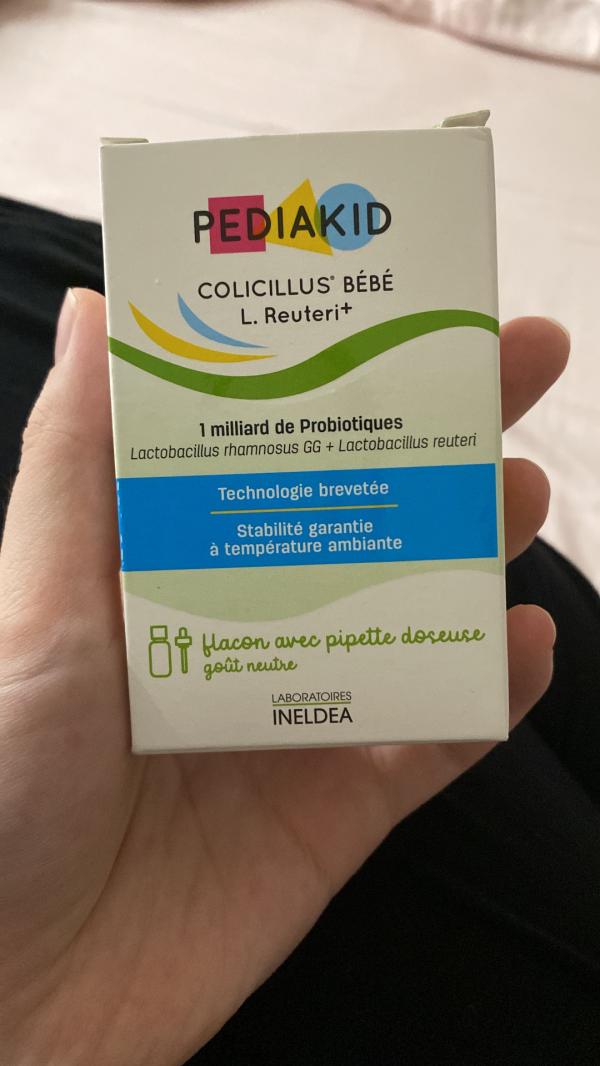 PEDIAKID
COLICILLUS® BÉBÉ
L. Reuteri+
1 milliard de Probiotiques
Lactobacillus rhamnosus GG + Lactobacillus reuteri
Technologie brevetée
Stabilité garantie
à température ambiante
flacon avec pipette doseuse
goût neutre
LABORATOIRES
INELDEA